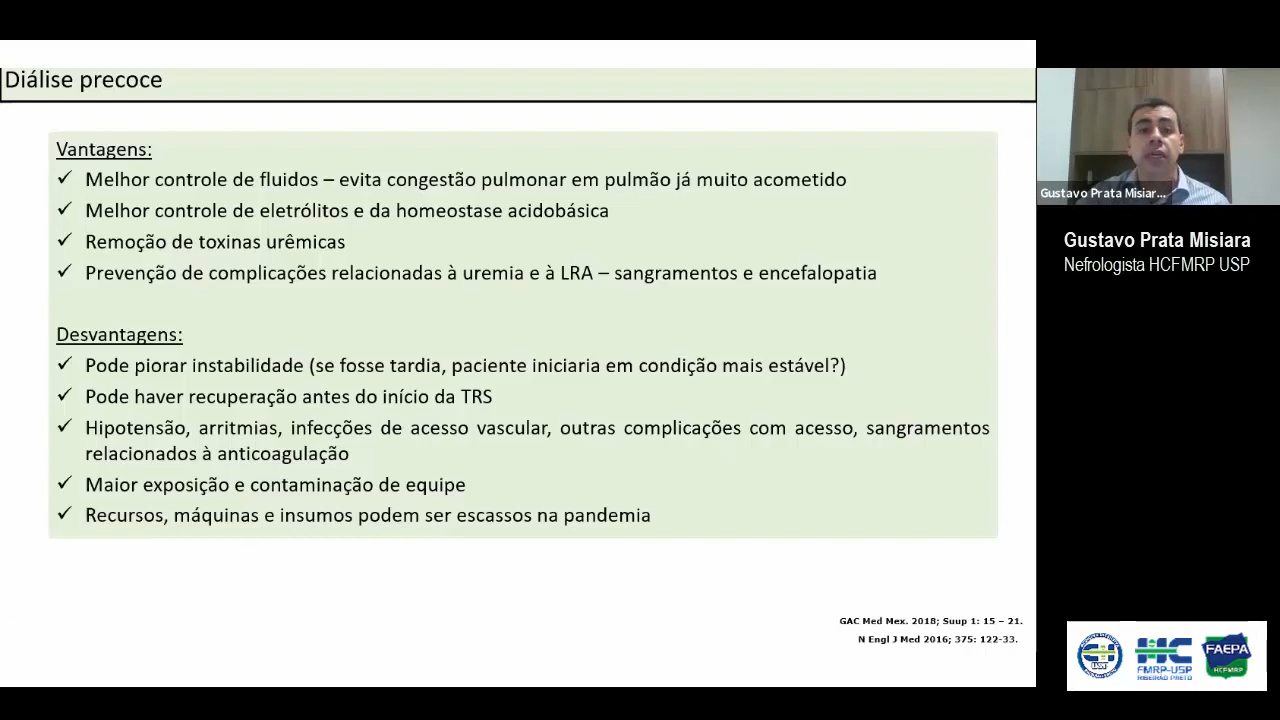 Diálise precoce
Vantagens:
✓ Melhor controle de fluidos – evita congestão pulmonar em pulmão já muito acometido
✓ Melhor controle de eletrólitos e da homeostase acidobásica
✓ Remoção de toxinas urêmicas
✓ Prevenção de complicações relacionadas à uremia e à LRA – sangramentos e encefalopatia
Desvantagens:
✓ Pode piorar instabilidade (se fosse tardia, paciente iniciaria em condição mais estável?)
✓ Pode haver recuperação antes do início da TRS
✓ Hipotensão, arritmias, infecções de acesso vascular, outras complicações com acesso, sangramentos
relacionados à anticoagulação
✓ Maior exposição e contaminação de equipe
✓ Recursos, máquinas e insumos podem ser escassos na pandemia
GAC Med Mex. 2018; Suup 1: 15 – 21.
N Engl J Med 2016; 375: 122-33.
Gustavo Prata Misiar...
Gustavo Prata Misiara
Nefrologista HCFMRP USP
HC
FMRP-USP
RIBEIRÃO PRETO
FAEPA
HCFMRP